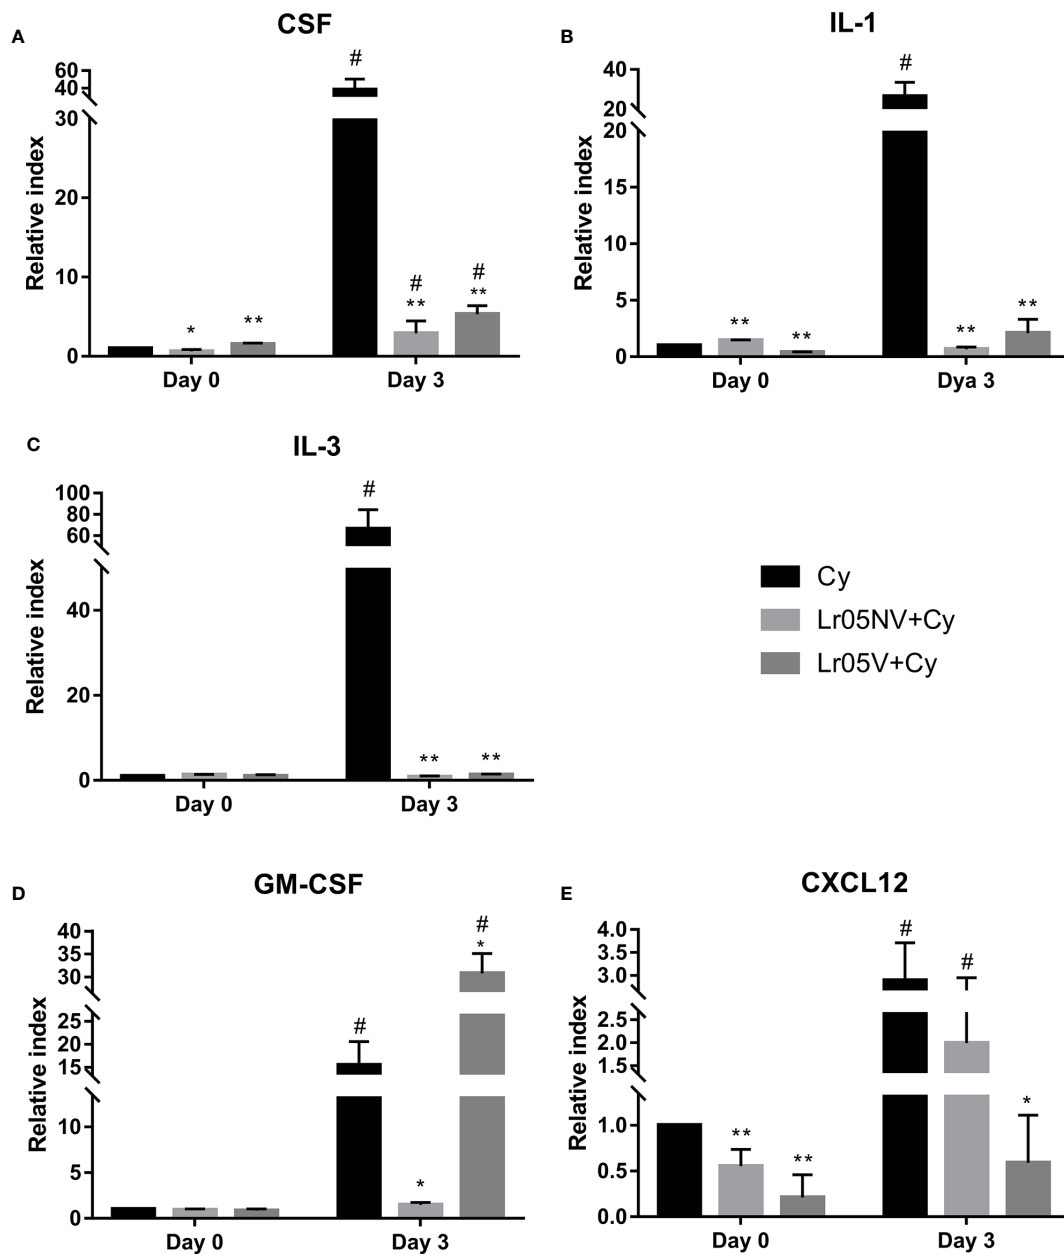 A
CSF
#
60
40
30
20
10
0
Relative index
*
**
#
**
#
**
Day 0
Day 3
B
IL-1
#
40
20
20
15
10
5
0
Relative index
**
**
**
**
Day 0
Dya 3
C
IL-3
#
100
80
60
40
20
0
Relative index
**
**
Day 0
Day 3
Cy
Lr05NV+Cy
Lr05V+Cy
D
GM-CSF
#
*
#
*
40
35
30
25
20
15
10
5
0
Relative index
Day 0
Day 3
E
CXCL12
#
#
4.0
3.5
3.0
2.5
2.0
1.5
1.0
0.5
0.0
Relative index
**
**
*
Day 0
Day 3